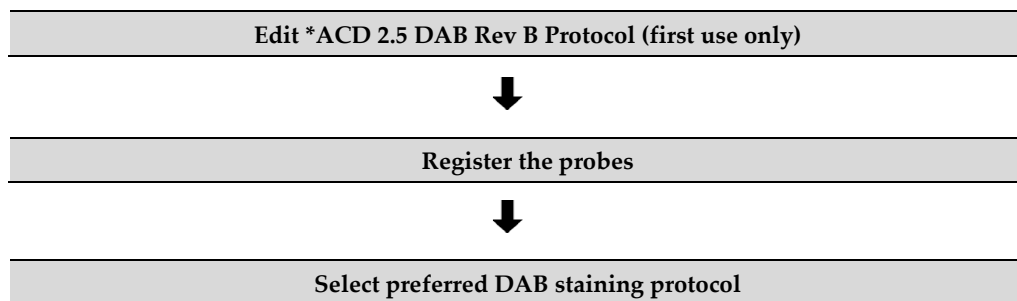 Edit *ACD 2.5 DAB Rev B Protocol (first use only)
Register the probes
Select preferred DAB staining protocol